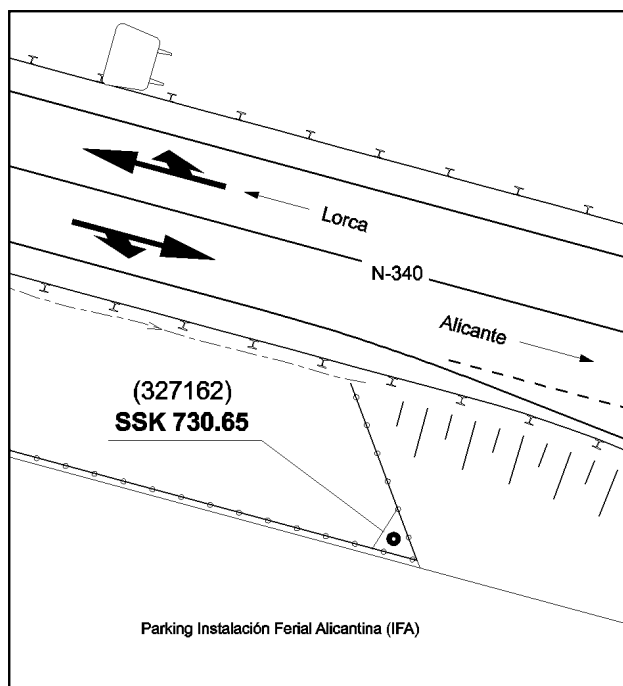 Lorca
N-340
Alicante
(327162)
SSK 730.65
Parking Instalación Ferial Alicantina (IFA)